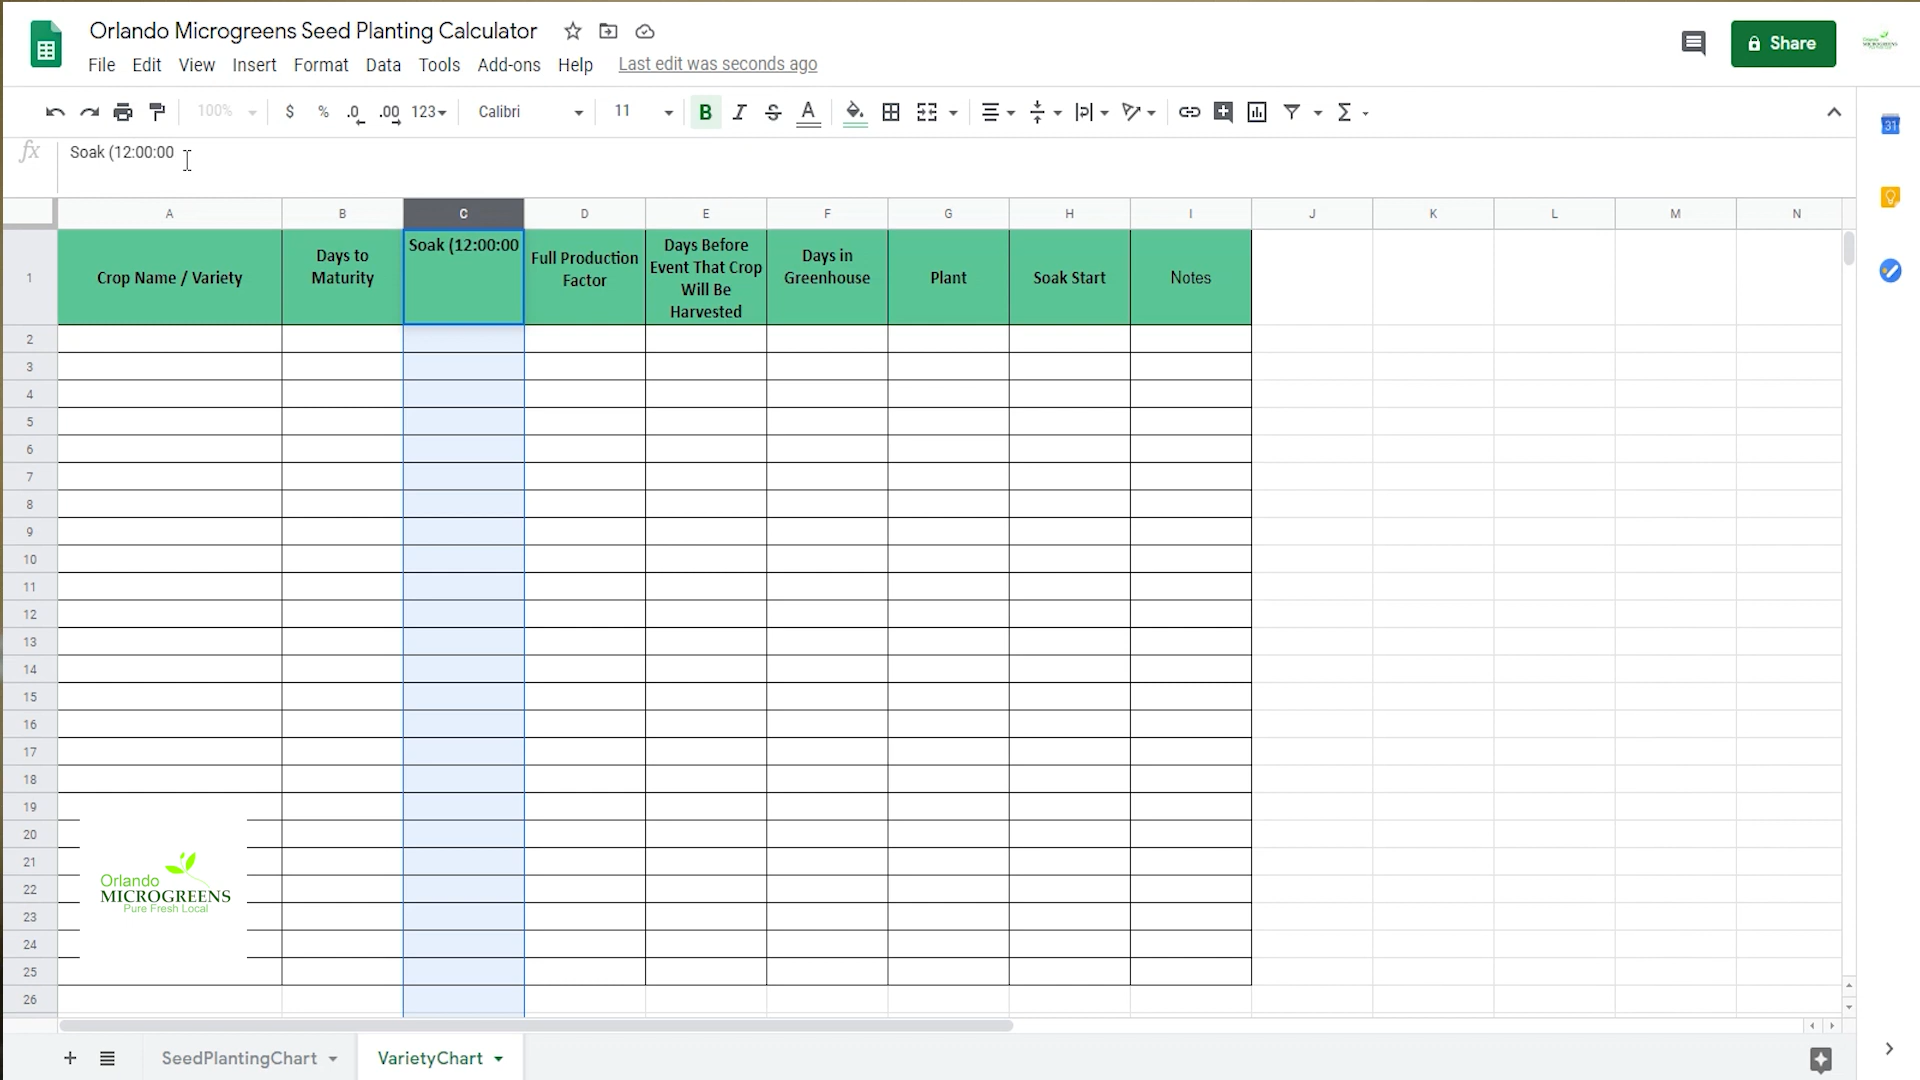 Orlando Microgreens Seed Planting Calculator
File Edit View Insert Format Data Tools Add-ons Help Last edit was seconds ago
Share
100% $ % .0 .00 123 Calibri 11 B I S A
fx Soak (12:00:00
31
A B C D E F G H I J K L M N
1
Crop Name / Variety
Days to
Maturity
Soak (12:00:00
Full Production
Factor
Days Before
Event That Crop
Will Be
Harvested
Days in
Greenhouse
Plant
Soak Start
Notes
2
3
4
5
6
7
8
9
10
11
12
13
14
15
16
17
18
19
20
21
22
23
24
25
26
Orlando
MICROGREENS
Pure Fresh Local
SeedPlantingChart
VarietyChart